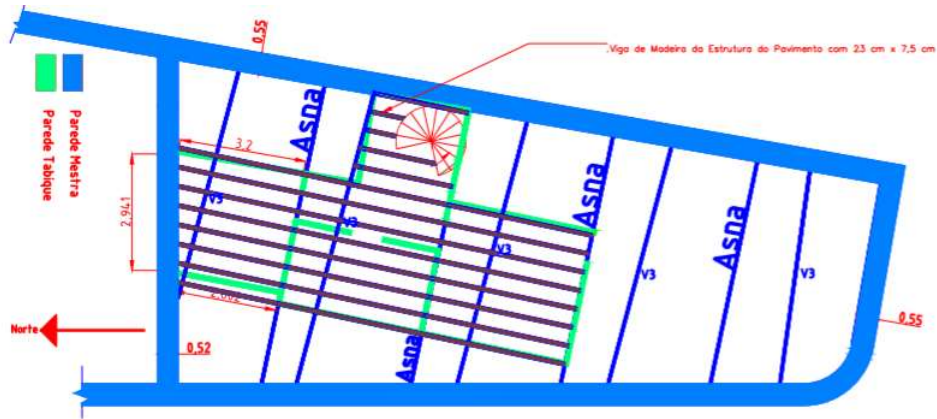 0.55
Viga de Madeira da Estrutura do Pavimento com 23 cm x 7,5 cm
Parede Mestra
Parede Tabique
Asna
3.2
2.941
V3
V3
Asna
V3
Asna
V3
V3
Asna
Norte
0.52
0.55